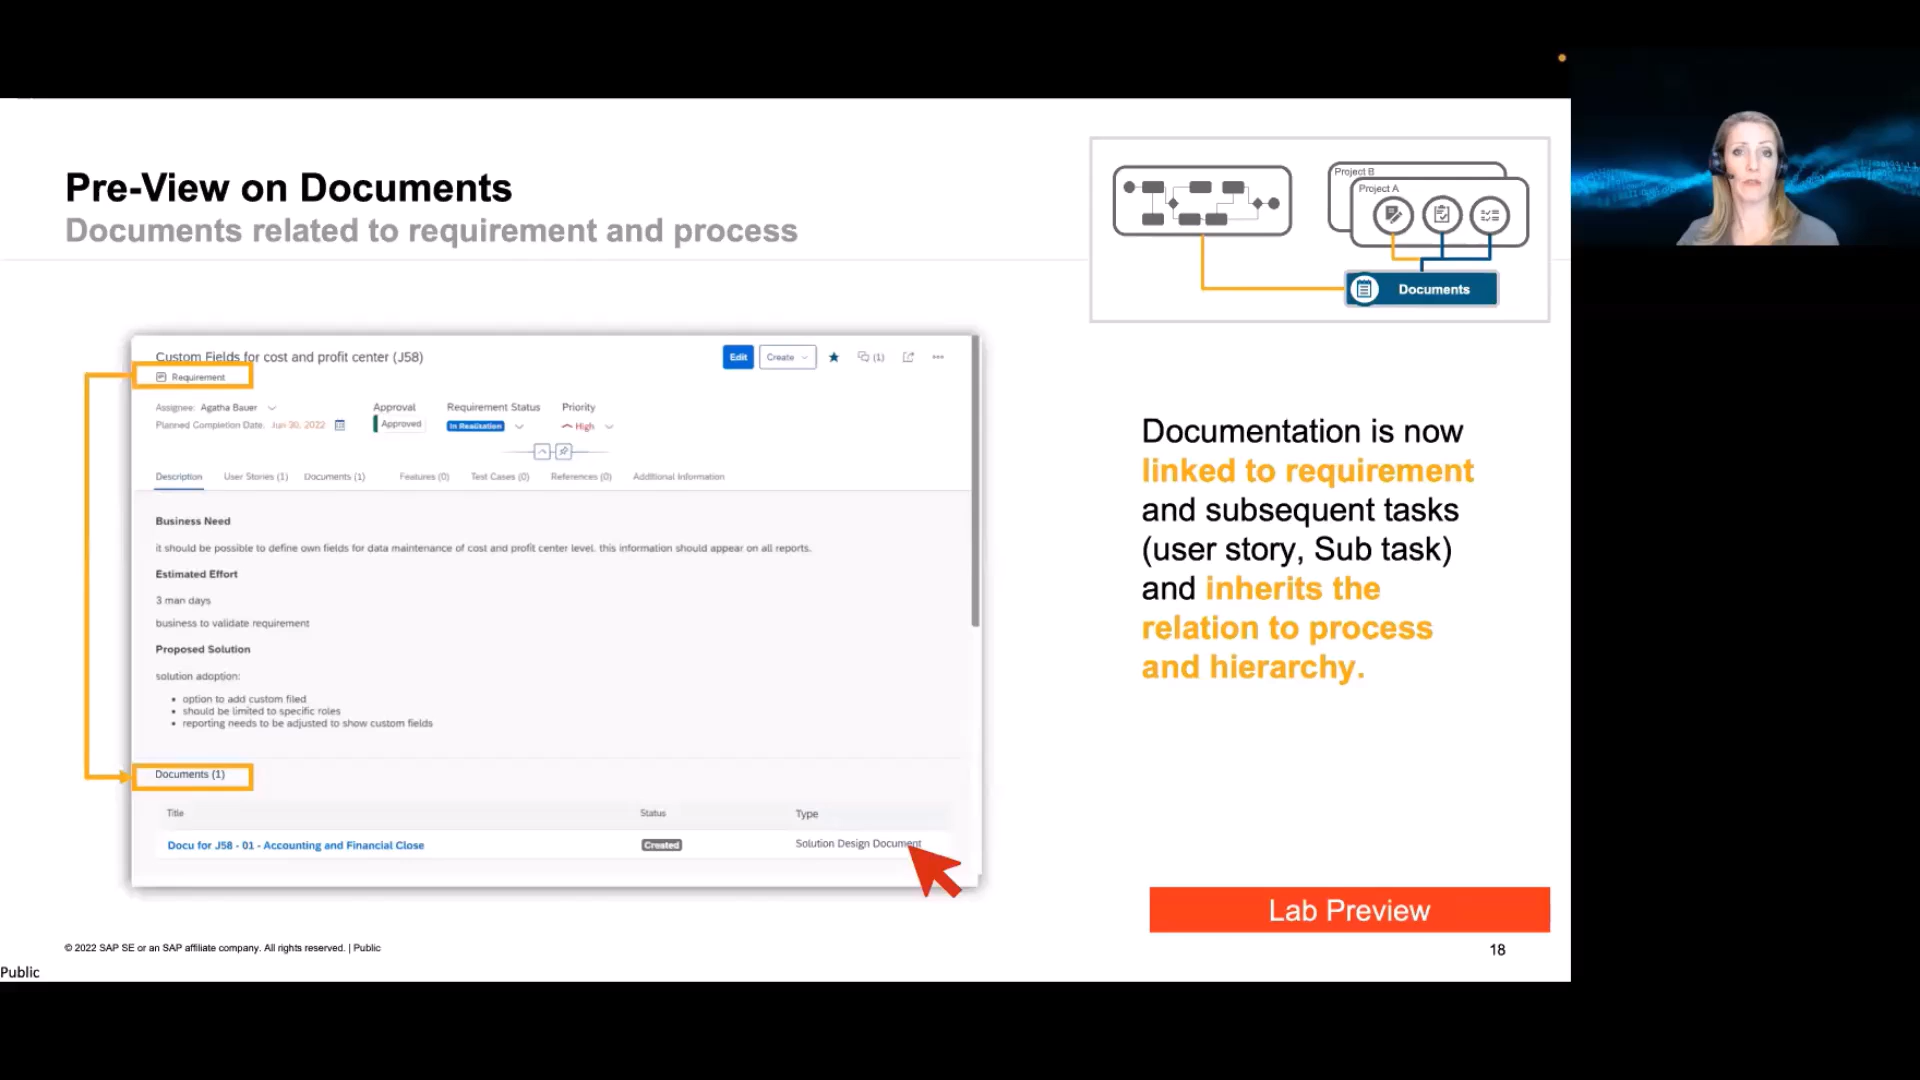 Pre-View on Documents
Documents related to requirement and process
Project B
Project A
Documents
Custom Fields for cost and profit center (J58)
Edit
Create
(1)
Requirement
Assignee: Agatha Bauer
Approval
Requirement Status
Priority
Planned Completion Date: Jun 30, 2022
Approved
In Realisation
High
Description
User Stories (1)
Documents (1)
Features (0)
Test Cases (0)
References (0)
Additional Information
Business Need
it should be possible to define own fields for data maintenance of cost and profit center level. this information should appear on all reports.
Estimated Effort
3 man days
business to validate requirement
Proposed Solution
solution adoption:
• option to add custom filed
• should be limited to specific roles
• reporting needs to be adjusted to show custom fields
Documents (1)
Title
Status
Type
Docu for J58 - 01 - Accounting and Financial Close
Created
Solution Design Document
Documentation is now
linked to requirement
and subsequent tasks
(user story, Sub task)
and inherits the
relation to process
and hierarchy.
Lab Preview
© 2022 SAP SE or an SAP affiliate company. All rights reserved. | Public
18
Public